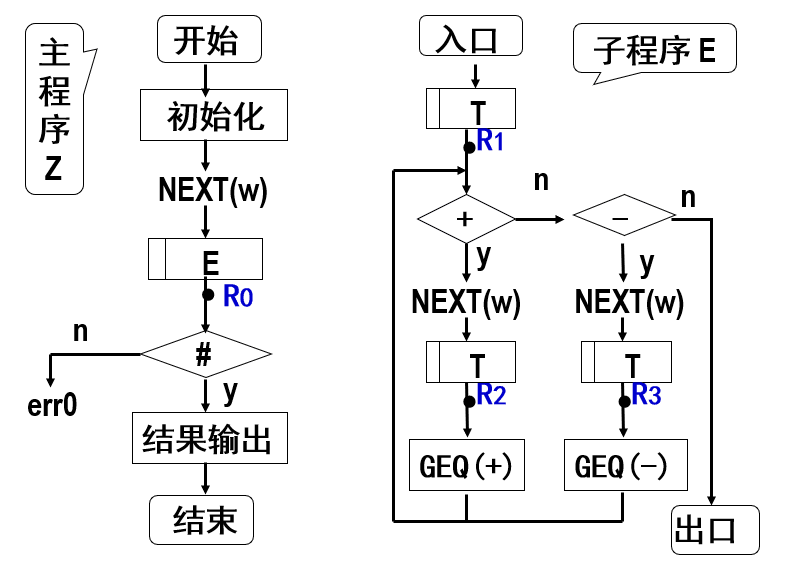 主程序Z
开始
初始化
NEXT(w)
E
R0
#
n
y
err0
结果输出
结束
入口
子程序E
T
R1
+
n
−
n
y
y
NEXT(w)
NEXT(w)
T
T
R2
R3
GEQ(+)
GEQ(−)
出口